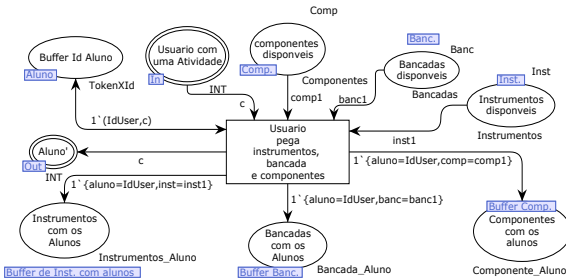 Comp
Buffer Id Aluno
Aluno
TokenXId
Usuario com
uma Atividade
In
INT
c
componentes
disponveis
Comp.
Componentes
comp1
Banc.
Banc
Bancadas
disponveis
Bancadas
banc1
Inst.
Inst
Instrumentos
disponveis
Instrumentos
inst1
1`(IdUser,c)
Usuario
pega
instrumentos,
bancada
e componentes
Aluno'
Out
INT
c
1`{aluno=IdUser,comp=comp1}
1`{aluno=IdUser,inst=inst1}
1`{aluno=IdUser,banc=banc1}
Instrumentos
com os
Alunos
Instrumentos_Aluno
Buffer de Inst. com alunos
Bancadas
com os
Alunos
Buffer Banc.
Bancada_Aluno
Buffer Comp.
Componentes
com os
alunos
Componente_Aluno